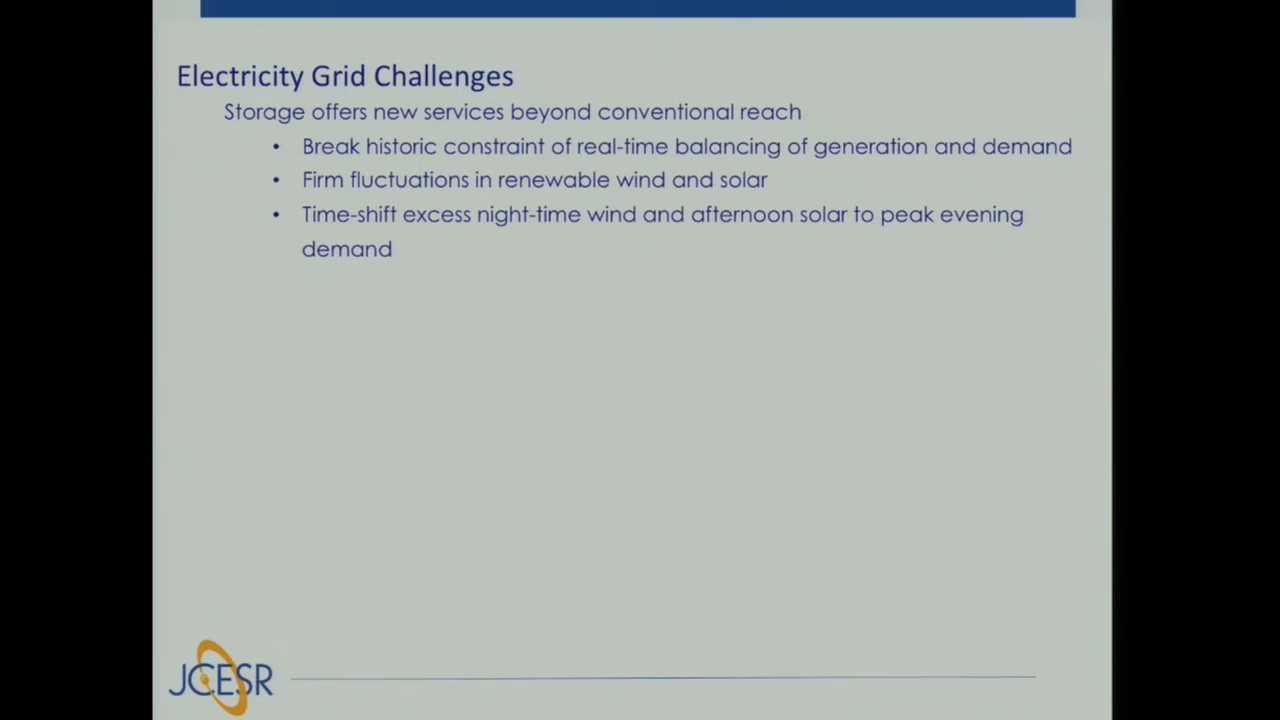 Electricity Grid Challenges
Storage offers new services beyond conventional reach
• Break historic constraint of real-time balancing of generation and demand
• Firm fluctuations in renewable wind and solar
• Time-shift excess night-time wind and afternoon solar to peak evening
demand
JCESR